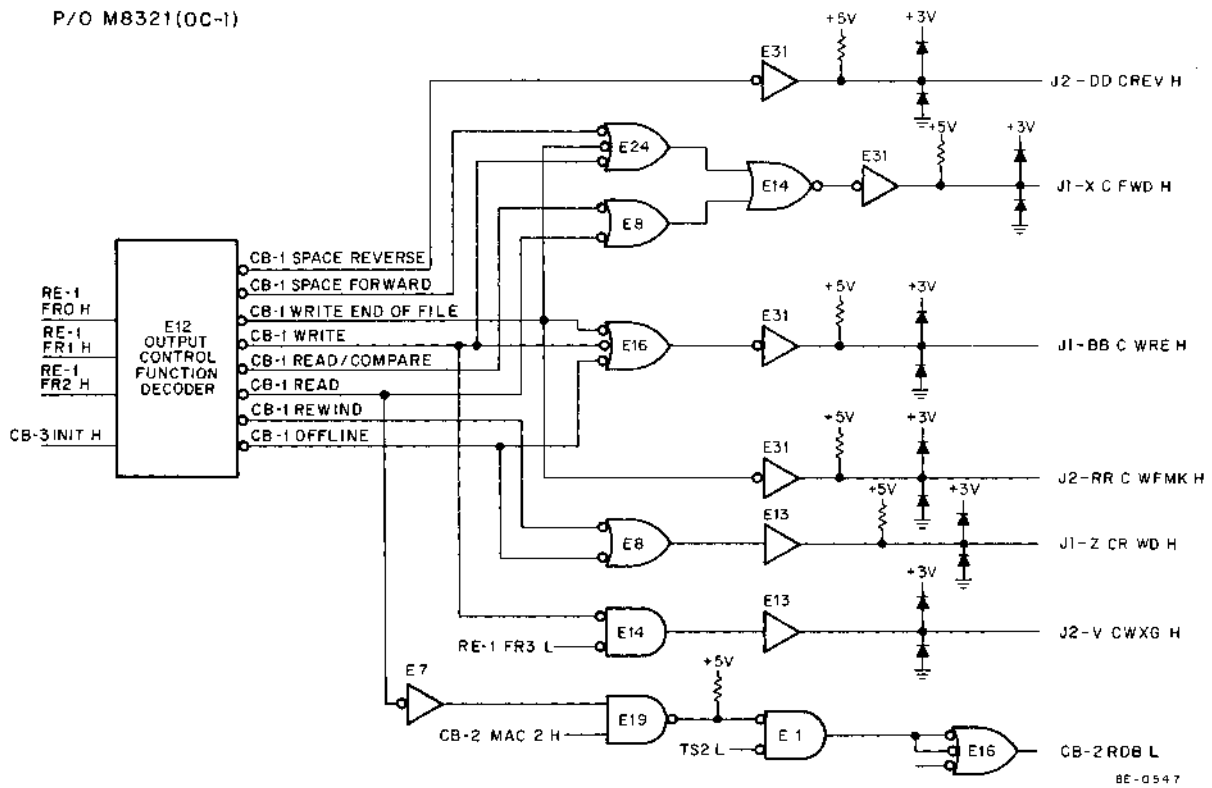 P/O M8321(0C-1)
+5V
+3V
E31
J2-DD CREV H
+5V
+3V
E24
E31
E14
J1-X C FWD H
E8
CB-1 SPACE REVERSE
CB-1 SPACE FORWARD
CB-1 WRITE END OF FILE
CB-1 WRITE
CB-1 READ/COMPARE
CB-1 READ
CB-1 REWIND
CB-1 OFFLINE
RE-1
FR0 H
RE-1
FR1 H
RE-1
FR2 H
CB-3 INIT H
E12
OUTPUT
CONTROL
FUNCTION
DECODER
+5V
+3V
E31
E16
J1-BB C WRE H
+5V
+3V
E31
J2-RR C WFMK H
+5V
+3V
E13
E8
J1-Z CR WD H
+3V
E13
E14
J2-V CWXG H
RE-1 FR3 L
E7
+5V
E19
CB-2 MAC 2 H
E 1
TS2 L
E16
CB-2 RDB L
BE-0547